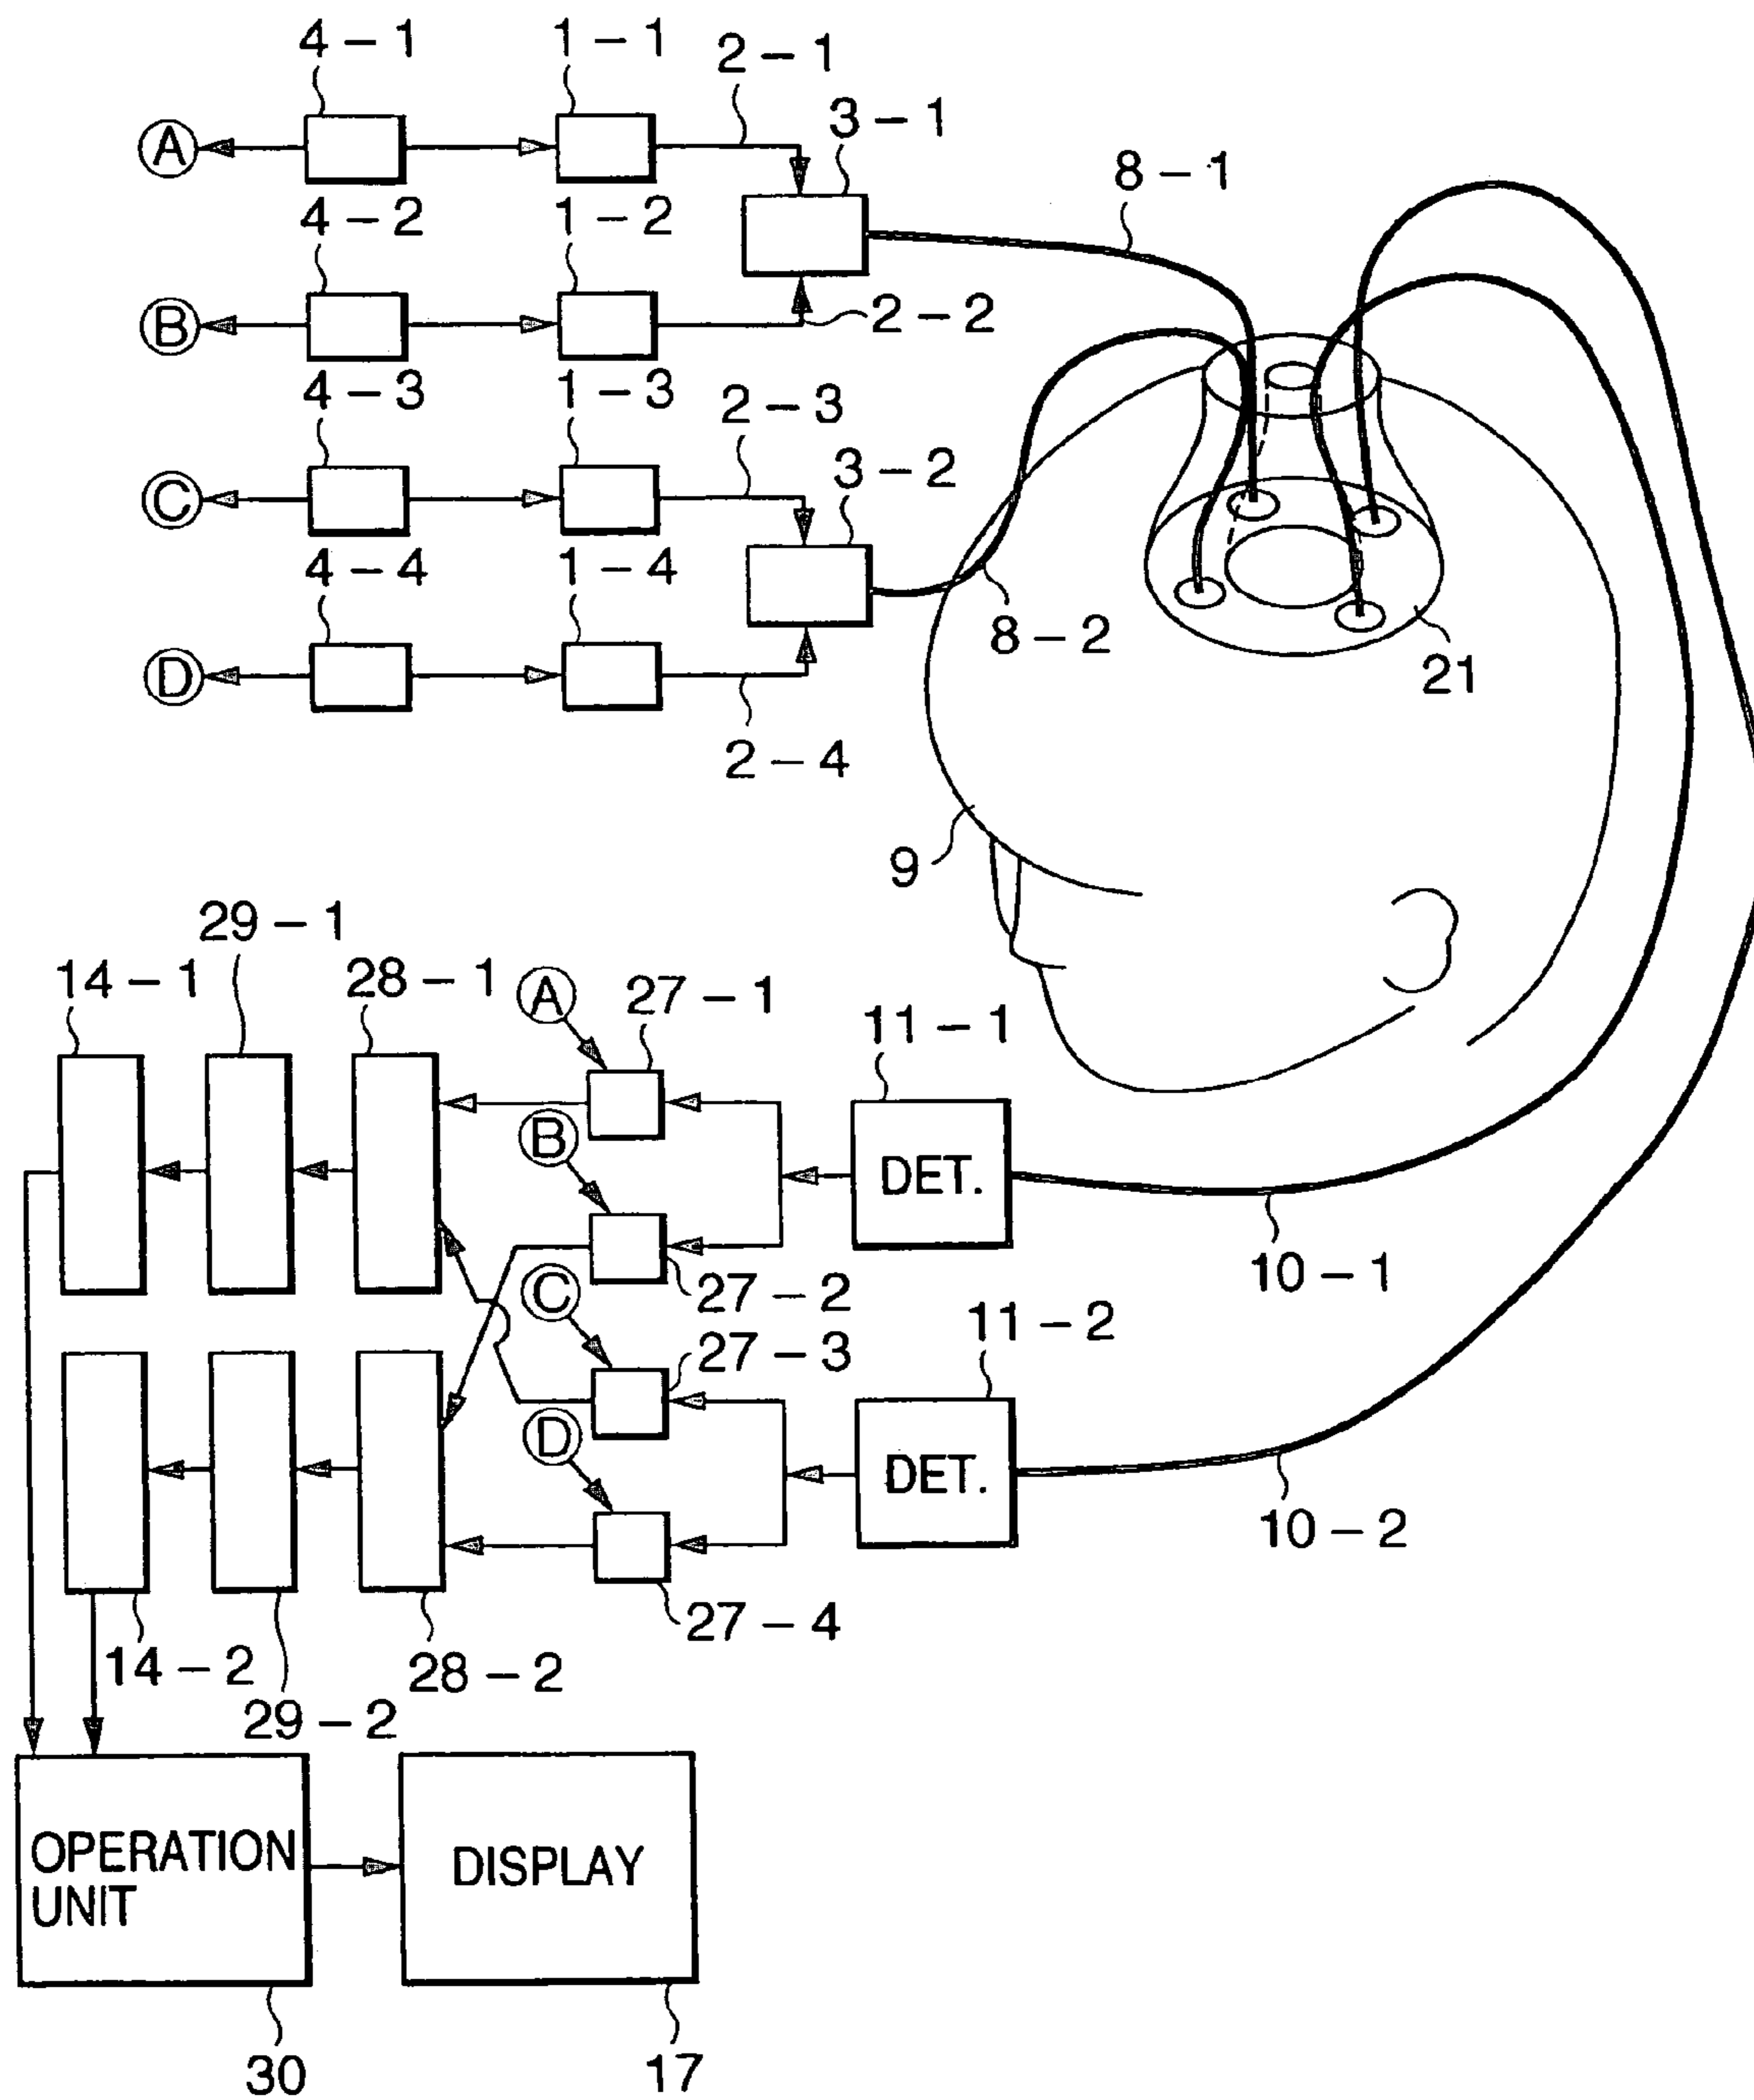 4-1
1-1
2-1
3-1
A
8-1
4-2
1-2
B
2-2
4-3
1-3
2-3
3-2
C
4-4
1-4
8-2
D
21
2-4
9
29-1
14-1
28-1
A
27-1
11-1
B
DET.
10-1
C
27-2
11-2
27-3
D
DET.
10-2
27-4
14-2
28-2
29-2
OPERATION
UNIT
DISPLAY
30
17